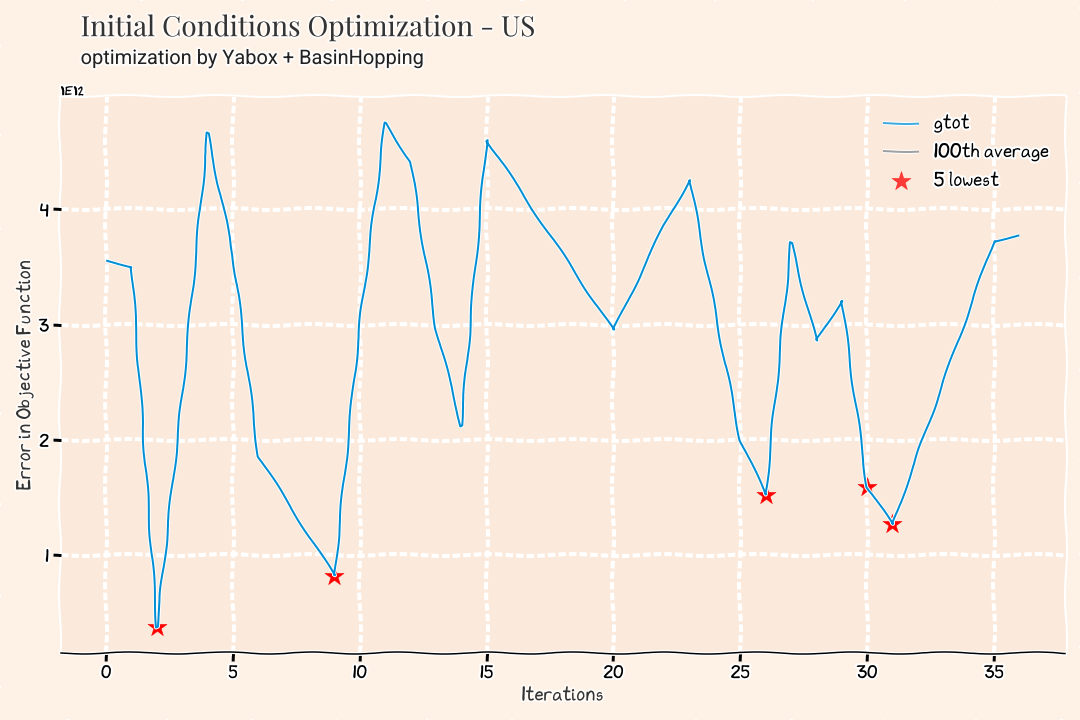 Initial Conditions Optimization - US
optimization by Yabox + BasinHopping
1E12
gtot
100th average
5 lowest
Error in Objective Function
4
3
2
1
0 5 10 15 20 25 30 35
Iterations